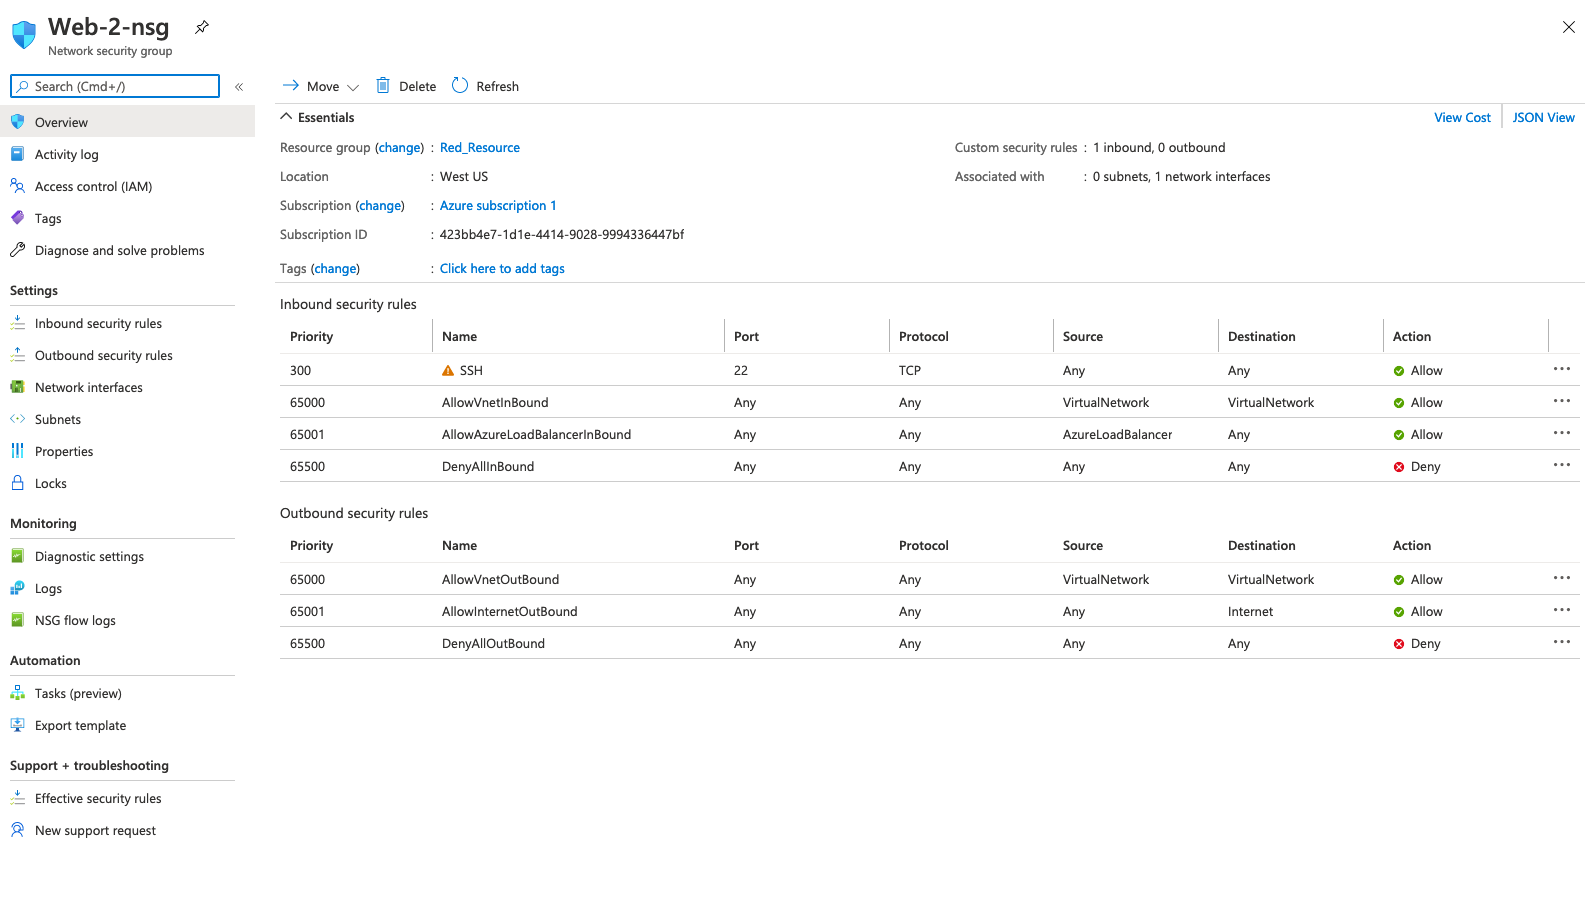 Web-2-nsg
Network security group
Search (Cmd+/)
«
Move
Delete
Refresh
Overview
Activity log
Access control (IAM)
Tags
Diagnose and solve problems
Settings
Inbound security rules
Outbound security rules
Network interfaces
Subnets
Properties
Locks
Monitoring
Diagnostic settings
Logs
NSG flow logs
Automation
Tasks (preview)
Export template
Support + troubleshooting
Effective security rules
New support request
Essentials
View Cost
JSON View
Resource group (change) : Red_Resource
Location : West US
Subscription (change) : Azure subscription 1
Subscription ID : 423bb4e7-1d1e-4414-9028-9994336447bf
Tags (change) : Click here to add tags
Custom security rules : 1 inbound, 0 outbound
Associated with : 0 subnets, 1 network interfaces
Inbound security rules
Priority Name Port Protocol Source Destination Action
300 SSH 22 TCP Any Any Allow ···
65000 AllowVnetInBound Any Any VirtualNetwork VirtualNetwork Allow ···
65001 AllowAzureLoadBalancerInBound Any Any AzureLoadBalancer Any Allow ···
65500 DenyAllInBound Any Any Any Any Deny ···
Outbound security rules
Priority Name Port Protocol Source Destination Action
65000 AllowVnetOutBound Any Any VirtualNetwork VirtualNetwork Allow ···
65001 AllowInternetOutBound Any Any Any Internet Allow ···
65500 DenyAllOutBound Any Any Any Any Deny ···